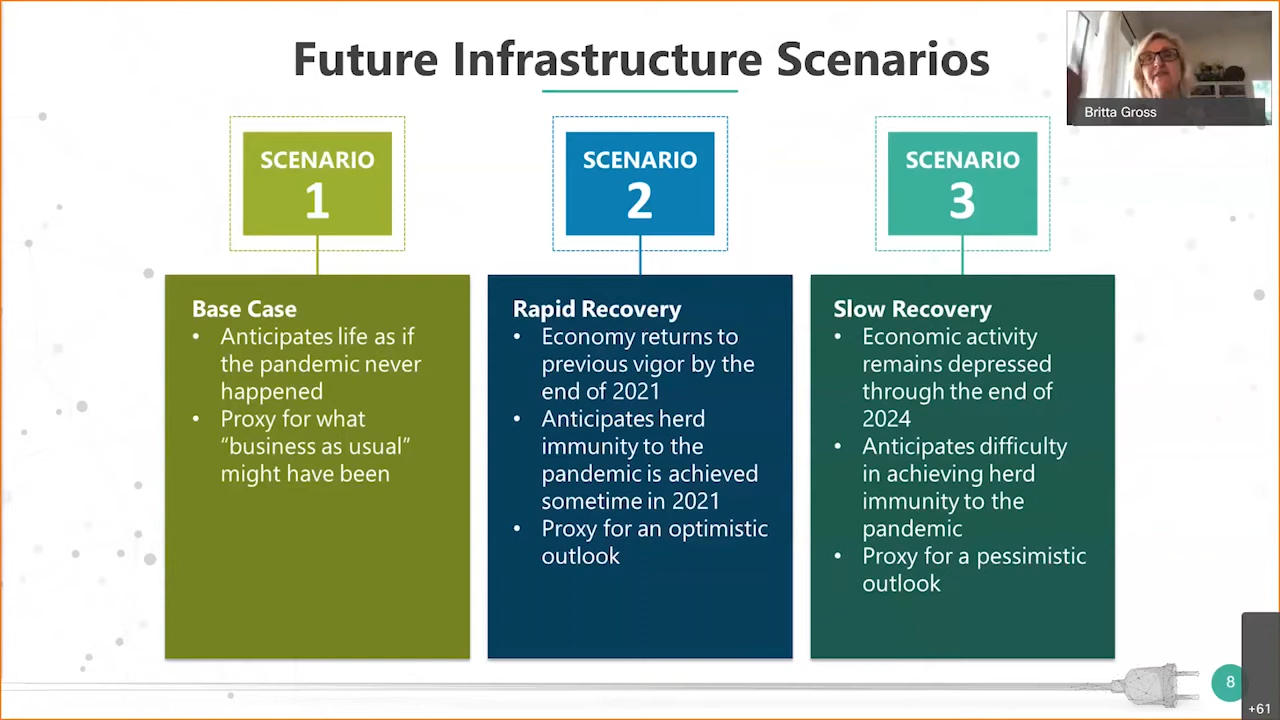 Future Infrastructure Scenarios
Britta Gross
SCENARIO
1
SCENARIO
2
SCENARIO
3
Base Case
• Anticipates life as if
the pandemic never
happened
• Proxy for what
“business as usual”
might have been
Rapid Recovery
• Economy returns to
previous vigor by the
end of 2021
• Anticipates herd
immunity to the
pandemic is achieved
sometime in 2021
• Proxy for an optimistic
outlook
Slow Recovery
• Economic activity
remains depressed
through the end of
2024
• Anticipates difficulty
in achieving herd
immunity to the
pandemic
• Proxy for a pessimistic
outlook
8
+61